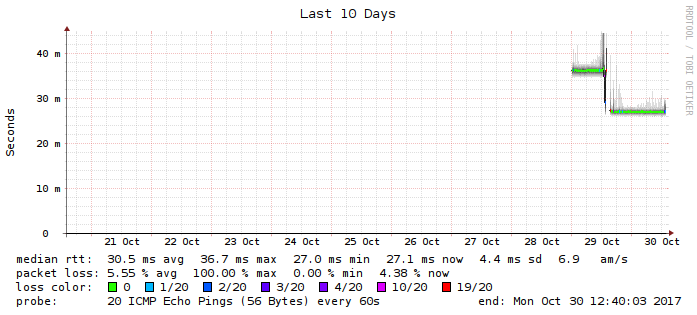 Last 10 Days
RRDTOOL / TOBI OETIKER
Seconds
40 m
30 m
20 m
10 m
0
21 Oct 22 Oct 23 Oct 24 Oct 25 Oct 26 Oct 27 Oct 28 Oct 29 Oct 30 Oct
median rtt: 30.5 ms avg 36.7 ms max 27.0 ms min 27.1 ms now 4.4 ms sd 6.9 am/s
packet loss: 5.55 % avg 100.00 % max 0.00 % min 4.38 % now
loss color: 0 1/20 2/20 3/20 4/20 10/20 19/20
probe: 20 ICMP Echo Pings (56 Bytes) every 60s end: Mon Oct 30 12:40:03 2017